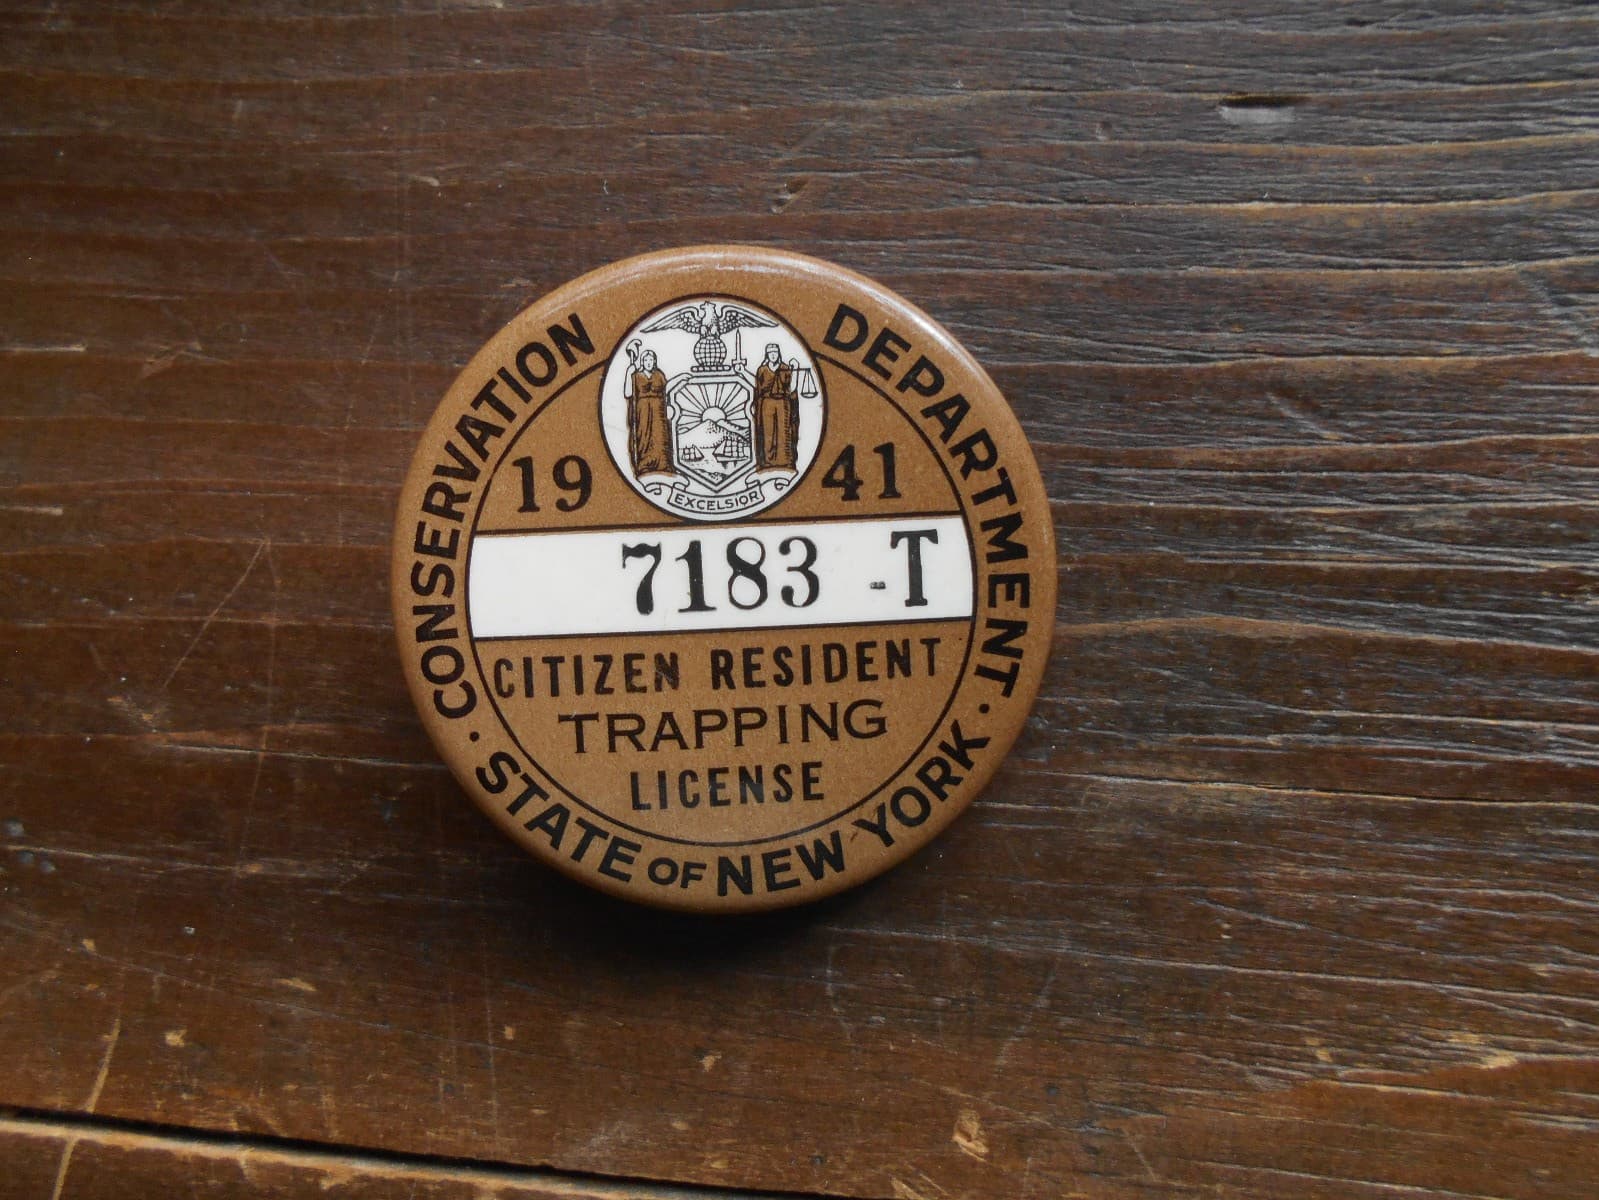 CONSERVATION DEPARTMENT
EXCELSIOR
19 41
7183 -T
CITIZEN RESIDENT
TRAPPING
LICENSE
· STATE OF NEW YORK ·